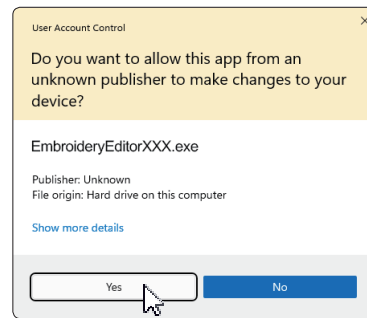 User Account Control
Do you want to allow this app from an
unknown publisher to make changes to your
device?
EmbroideryEditorXXX.exe
Publisher: Unknown
File origin: Hard drive on this computer
Show more details
Yes
No